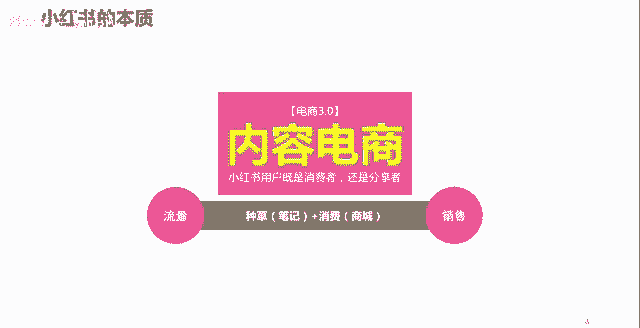 小红书的本质
【电商3.0】
内容电商
小红书用户既是消费者，还是分享者
流量
种草（笔记）+消费（商城）
销售